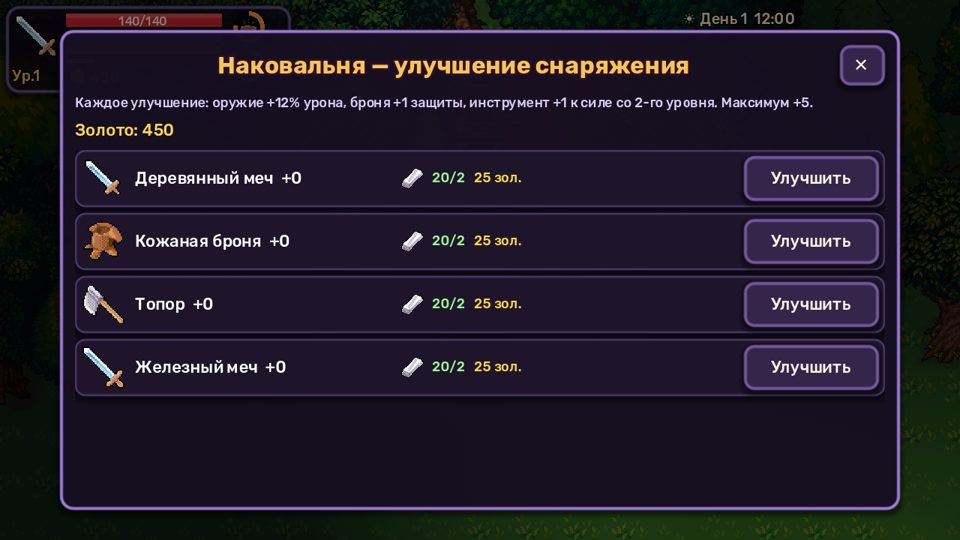 140/140
☀ День 1 12:00
Ур.1
Наковальня — улучшение снаряжения
×
Каждое улучшение: оружие +12% урона, броня +1 защиты, инструмент +1 к силе со 2-го уровня. Максимум +5.
Золото: 450
Деревянный меч +0 20/2 25 зол. Улучшить
Кожаная броня +0 20/2 25 зол. Улучшить
Топор +0 20/2 25 зол. Улучшить
Железный меч +0 20/2 25 зол. Улучшить